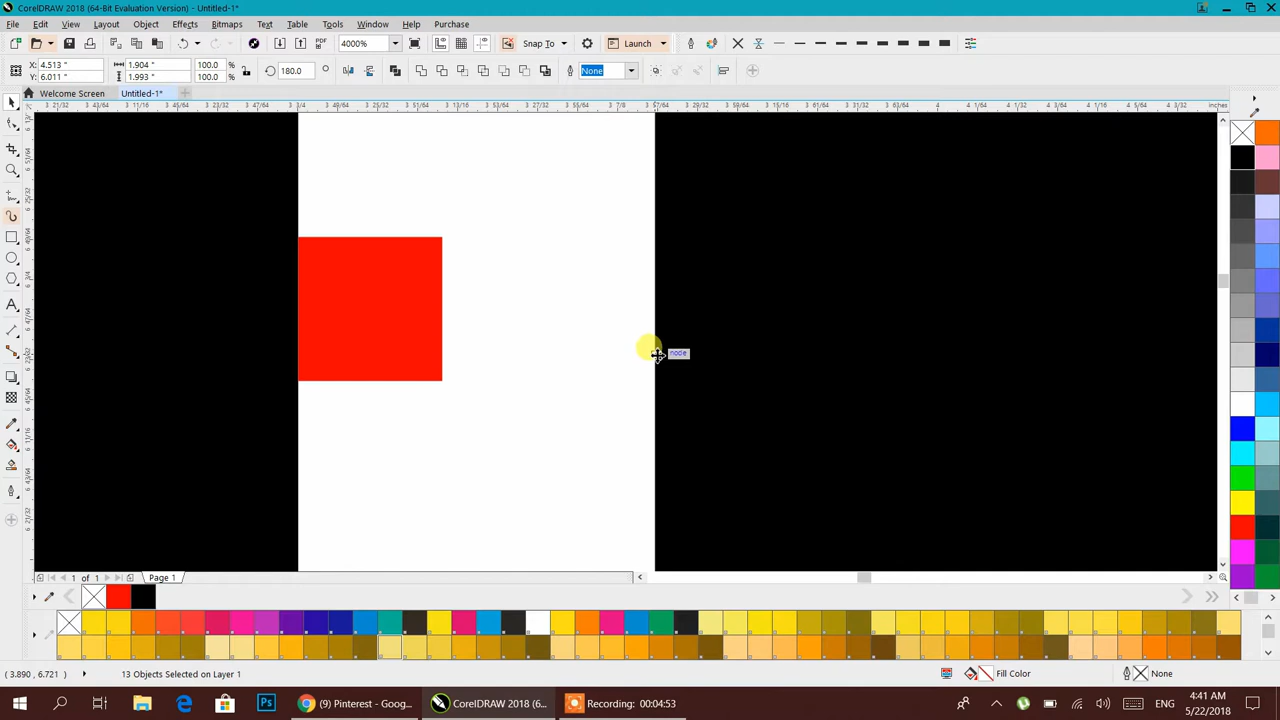 CorelDRAW 2018 (64-Bit Evaluation Version) - Untitled-1*
File Edit View Layout Object Effects Bitmaps Text Table Tools Window Help Purchase
PDF 4000% Snap To Launch
X: 4.513 " 1.904 " 100.0 % 180.0 ° None
Y: 6.011 " 1.993 " 100.0 %
Welcome Screen Untitled-1*
inches
node
1 of 1 Page 1
(3.890, 6.721 ) 13 Objects Selected on Layer 1 Fill Color None
(9) Pinterest - Goog... CorelDRAW 2018 (6... Recording: 00:04:53 ENG 4:41 AM
5/22/2018